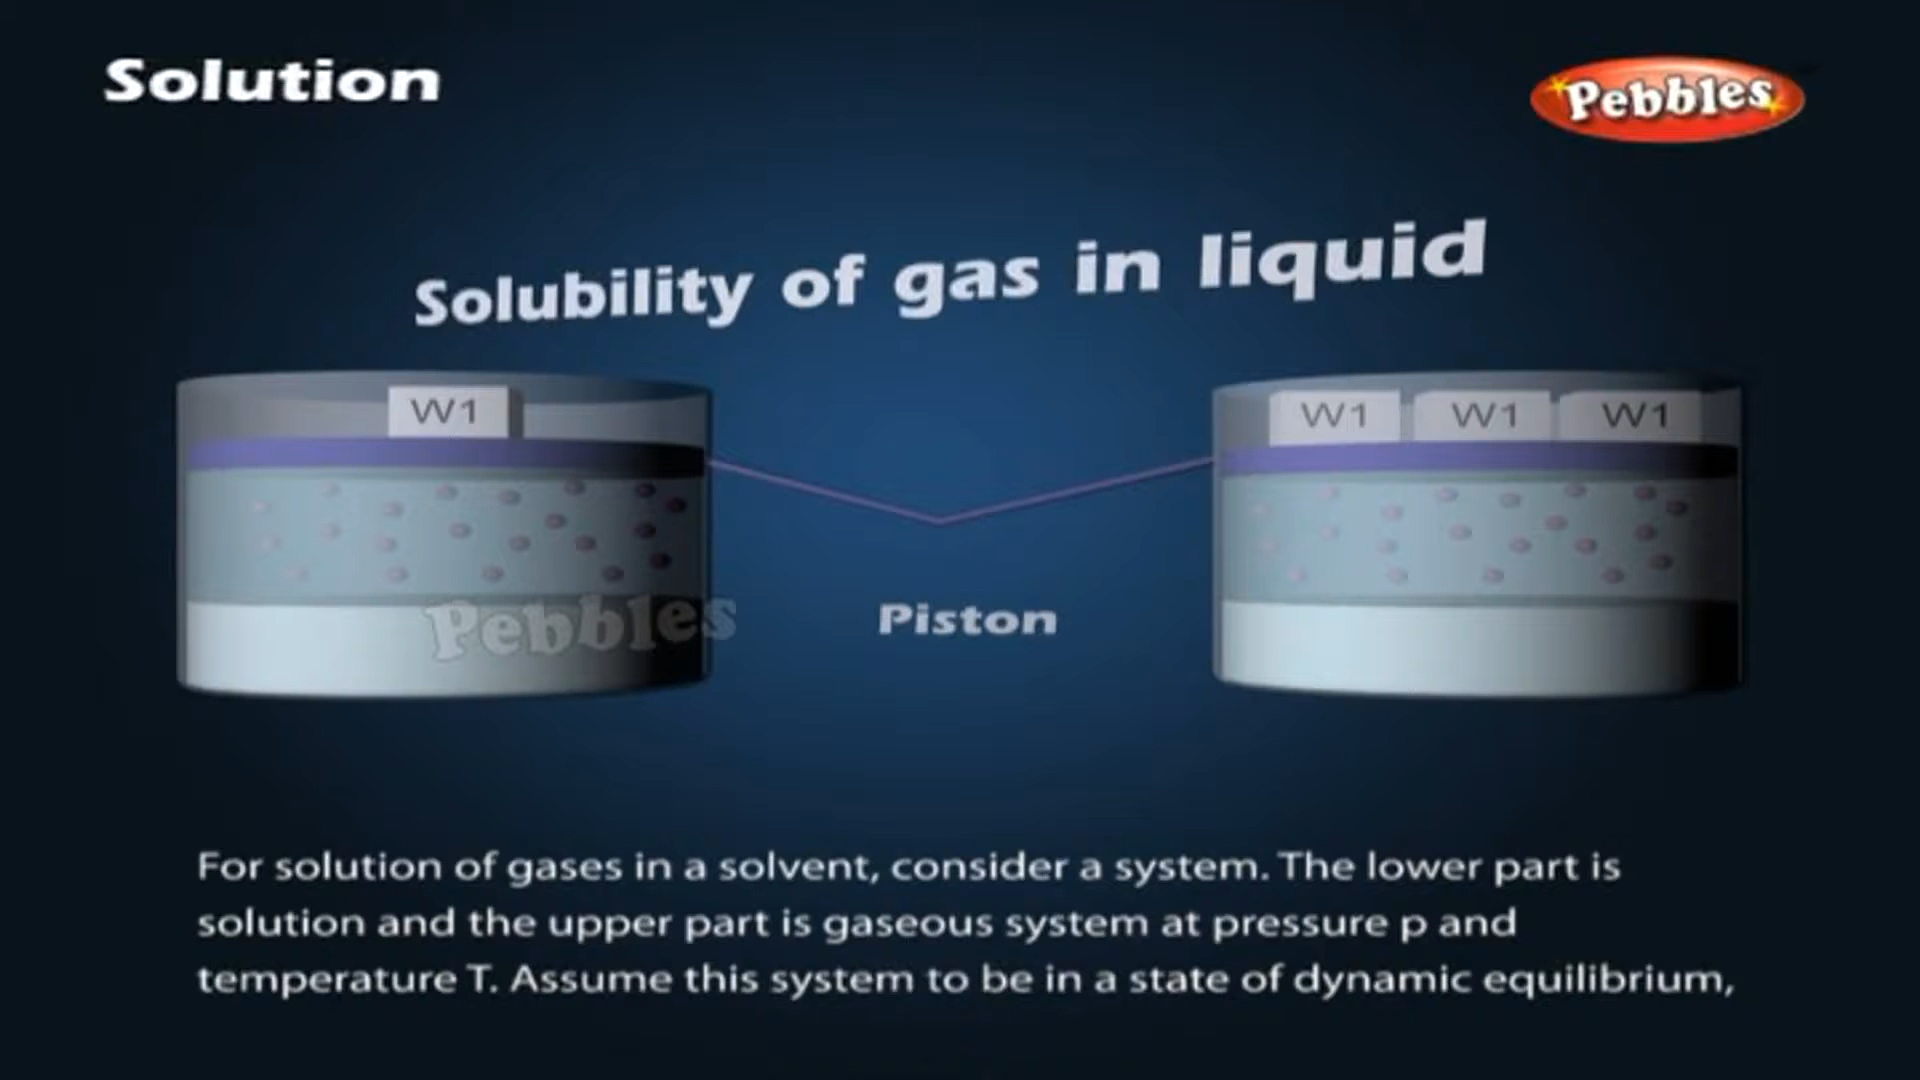 Solution
Pebbles
Solubility of gas in liquid
W1
W1 W1 W1
Pebbles
Piston
For solution of gases in a solvent, consider a system. The lower part is
solution and the upper part is gaseous system at pressure p and
temperature T. Assume this system to be in a state of dynamic equilibrium,